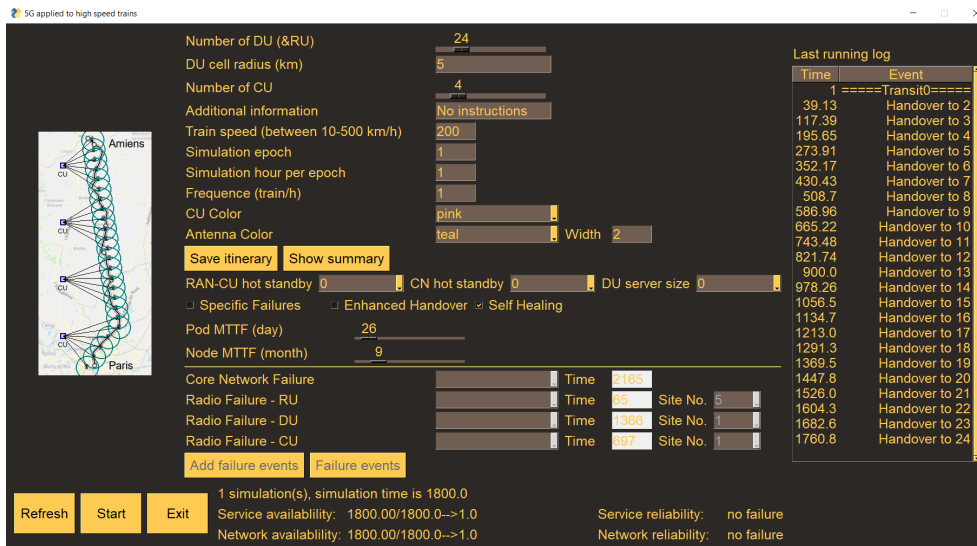 5G applied to high speed trains
Number of DU (&RU) 24
DU cell radius (km) 5
Number of CU 4
Additional information No instructions
Train speed (between 10-500 km/h) 200
Simulation epoch 1
Simulation hour per epoch 1
Frequence (train/h) 1
CU Color pink
Antenna Color teal Width 2
Save itinerary Show summary
RAN-CU hot standby 0 CN hot standby 0 DU server size 0
Specific Failures Enhanced Handover Self Healing
Pod MTTF (day) 26
Node MTTF (month) 9
Core Network Failure Time 2165
Radio Failure - RU Time 65 Site No. 5
Radio Failure - DU Time 1366 Site No. 1
Radio Failure - CU Time 697 Site No. 1
Add failure events Failure events
Amiens
CU
CU
CU
CU
Paris
Last running log
Time Event
1 =====Transit0=====
39.13 Handover to 2
117.39 Handover to 3
195.65 Handover to 4
273.91 Handover to 5
352.17 Handover to 6
430.43 Handover to 7
508.7 Handover to 8
586.96 Handover to 9
665.22 Handover to 10
743.48 Handover to 11
821.74 Handover to 12
900.0 Handover to 13
978.26 Handover to 14
1056.5 Handover to 15
1134.7 Handover to 16
1213.0 Handover to 17
1291.3 Handover to 18
1369.5 Handover to 19
1447.8 Handover to 20
1526.0 Handover to 21
1604.3 Handover to 22
1682.6 Handover to 23
1760.8 Handover to 24
Refresh Start Exit
1 simulation(s), simulation time is 1800.0
Service availablility: 1800.00/1800.0-->1.0 Service reliability: no failure
Network availablility: 1800.00/1800.0-->1.0 Network reliability: no failure